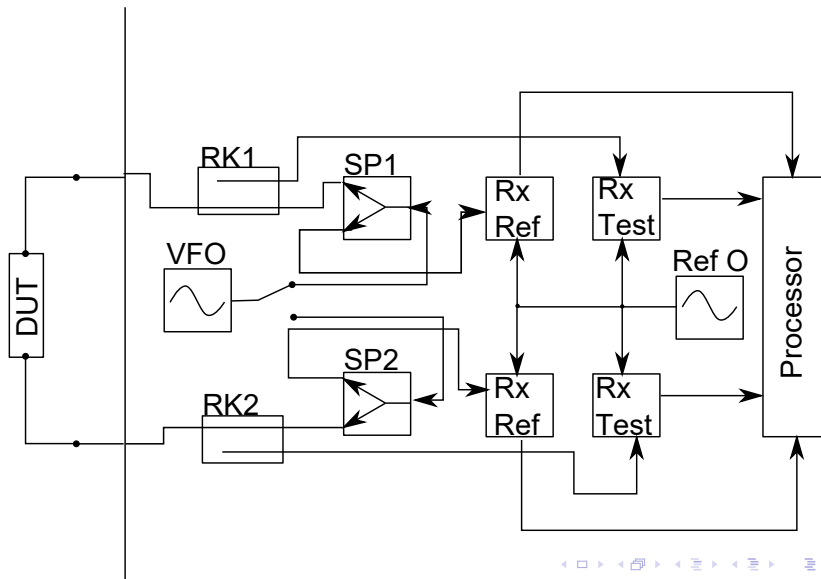 RK1
SP1
Rx
Ref
Rx
Test
VFO
Ref O
DUT
Processor
SP2
RK2
Rx
Ref
Rx
Test